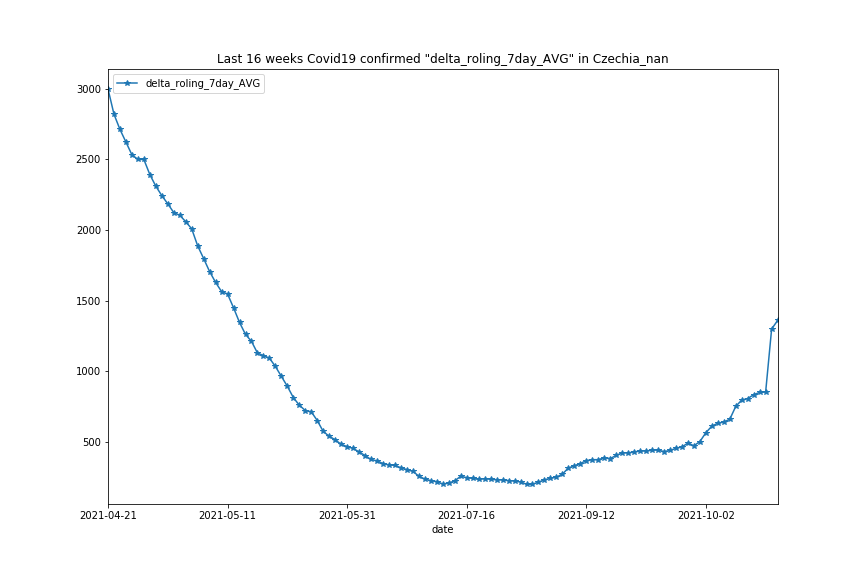 Last 16 weeks Covid19 confirmed "delta_roling_7day_AVG" in Czechia_nan
delta_roling_7day_AVG
3000
2500
2000
1500
1000
500
2021-04-21 2021-05-11 2021-05-31 2021-07-16 2021-09-12 2021-10-02
date